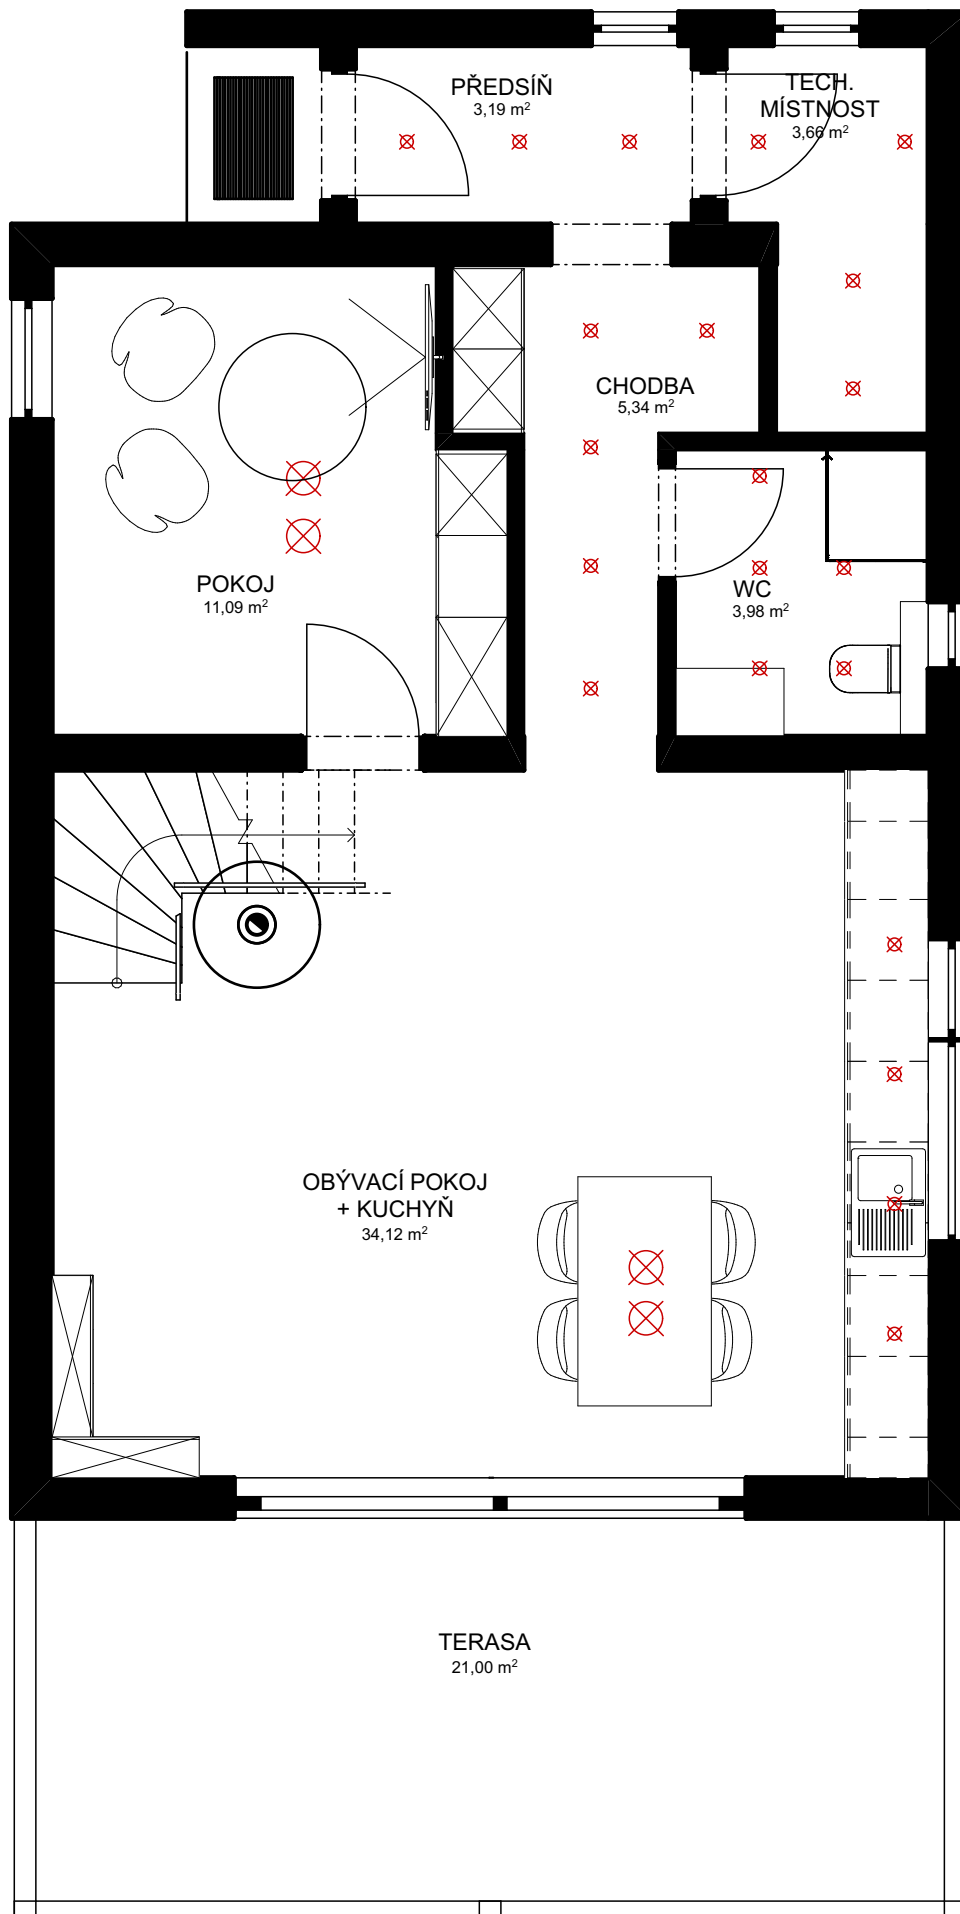 PŘEDSÍŇ
3,19 m²
TECH.
MÍSTNOST
3,66 m²
CHODBA
5,34 m²
POKOJ
11,09 m²
WC
3,98 m²
OBÝVACÍ POKOJ
+ KUCHYŇ
34,12 m²
TERASA
21,00 m²